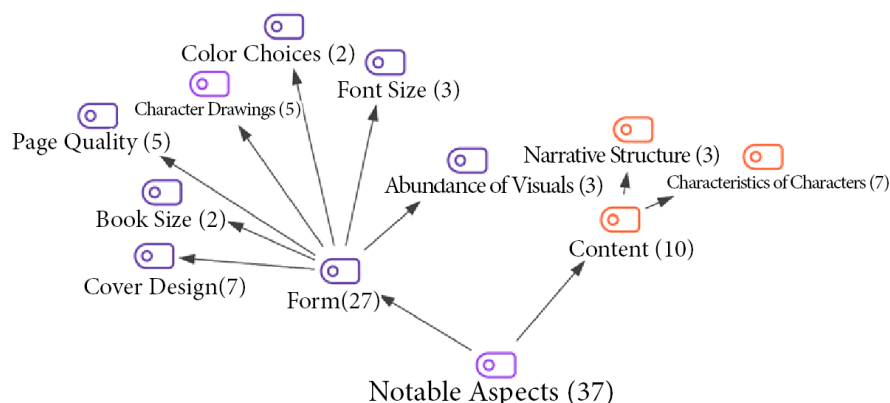 Color Choices (2)
Font Size (3)
Character Drawings (5)
Page Quality (5)
Narrative Structure (3)
Abundance of Visuals (3)
Characteristics of Characters (7)
Book Size (2)
Content (10)
Cover Design(7)
Form(27)
Notable Aspects (37)